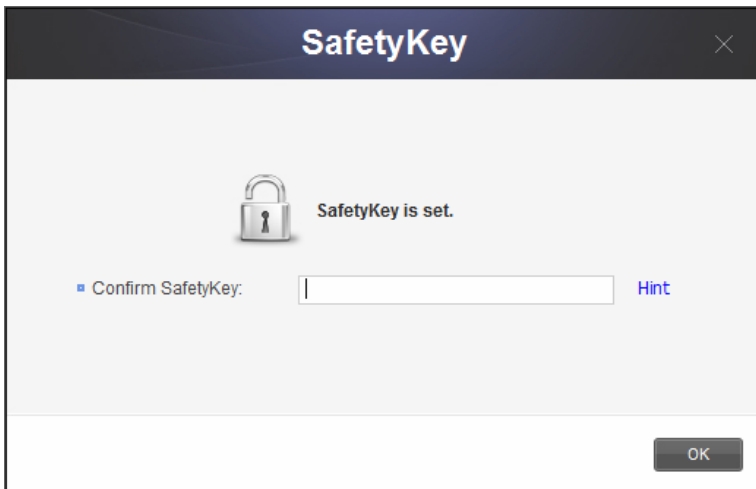 SafetyKey
SafetyKey is set.
Confirm SafetyKey:
Hint
OK